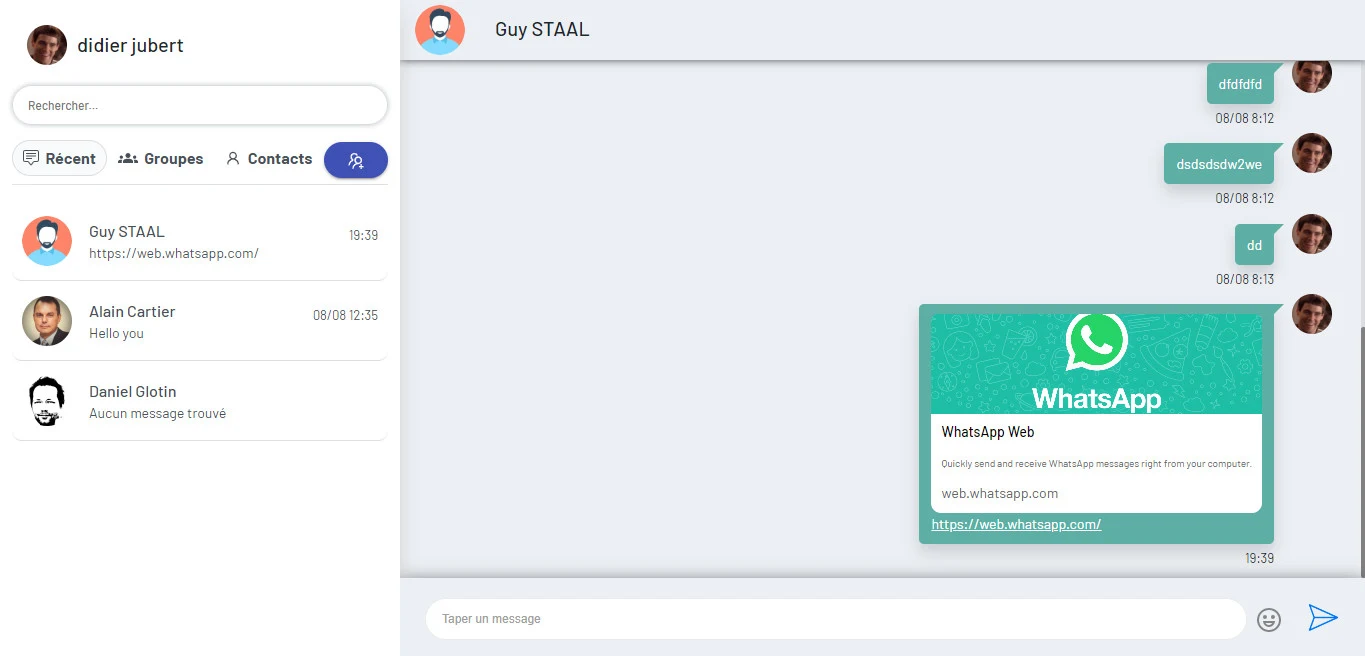 didier jubert
Rechercher...
Récent
Groupes
Contacts
Guy STAAL
19:39
https://web.whatsapp.com/
Alain Cartier
08/08 12:35
Hello you
Daniel Glotin
Aucun message trouvé
Guy STAAL
dfdfdfd
08/08 8:12
dsdsdsdw2we
08/08 8:12
dd
08/08 8:13
WhatsApp
WhatsApp Web
Quickly send and receive WhatsApp messages right from your computer.
web.whatsapp.com
https://web.whatsapp.com/
19:39
Taper un message